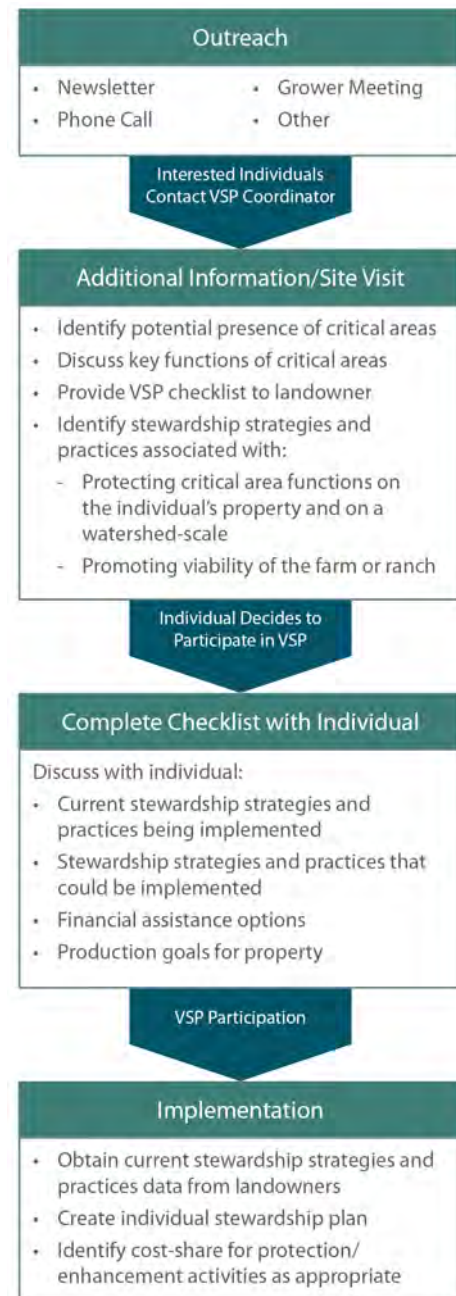 Outreach
• Newsletter
• Grower Meeting
• Phone Call
• Other
Interested Individuals
Contact VSP Coordinator
Additional Information/Site Visit
• Identify potential presence of critical areas
• Discuss key functions of critical areas
• Provide VSP checklist to landowner
• Identify stewardship strategies and
practices associated with:
- Protecting critical area functions on
the individual's property and on a
watershed-scale
- Promoting viability of the farm or ranch
Individual Decides to
Participate in VSP
Complete Checklist with Individual
Discuss with individual:
• Current stewardship strategies and
practices being implemented
• Stewardship strategies and practices that
could be implemented
• Financial assistance options
• Production goals for property
VSP Participation
Implementation
• Obtain current stewardship strategies and
practices data from landowners
• Create individual stewardship plan
• Identify cost-share for protection/
enhancement activities as appropriate